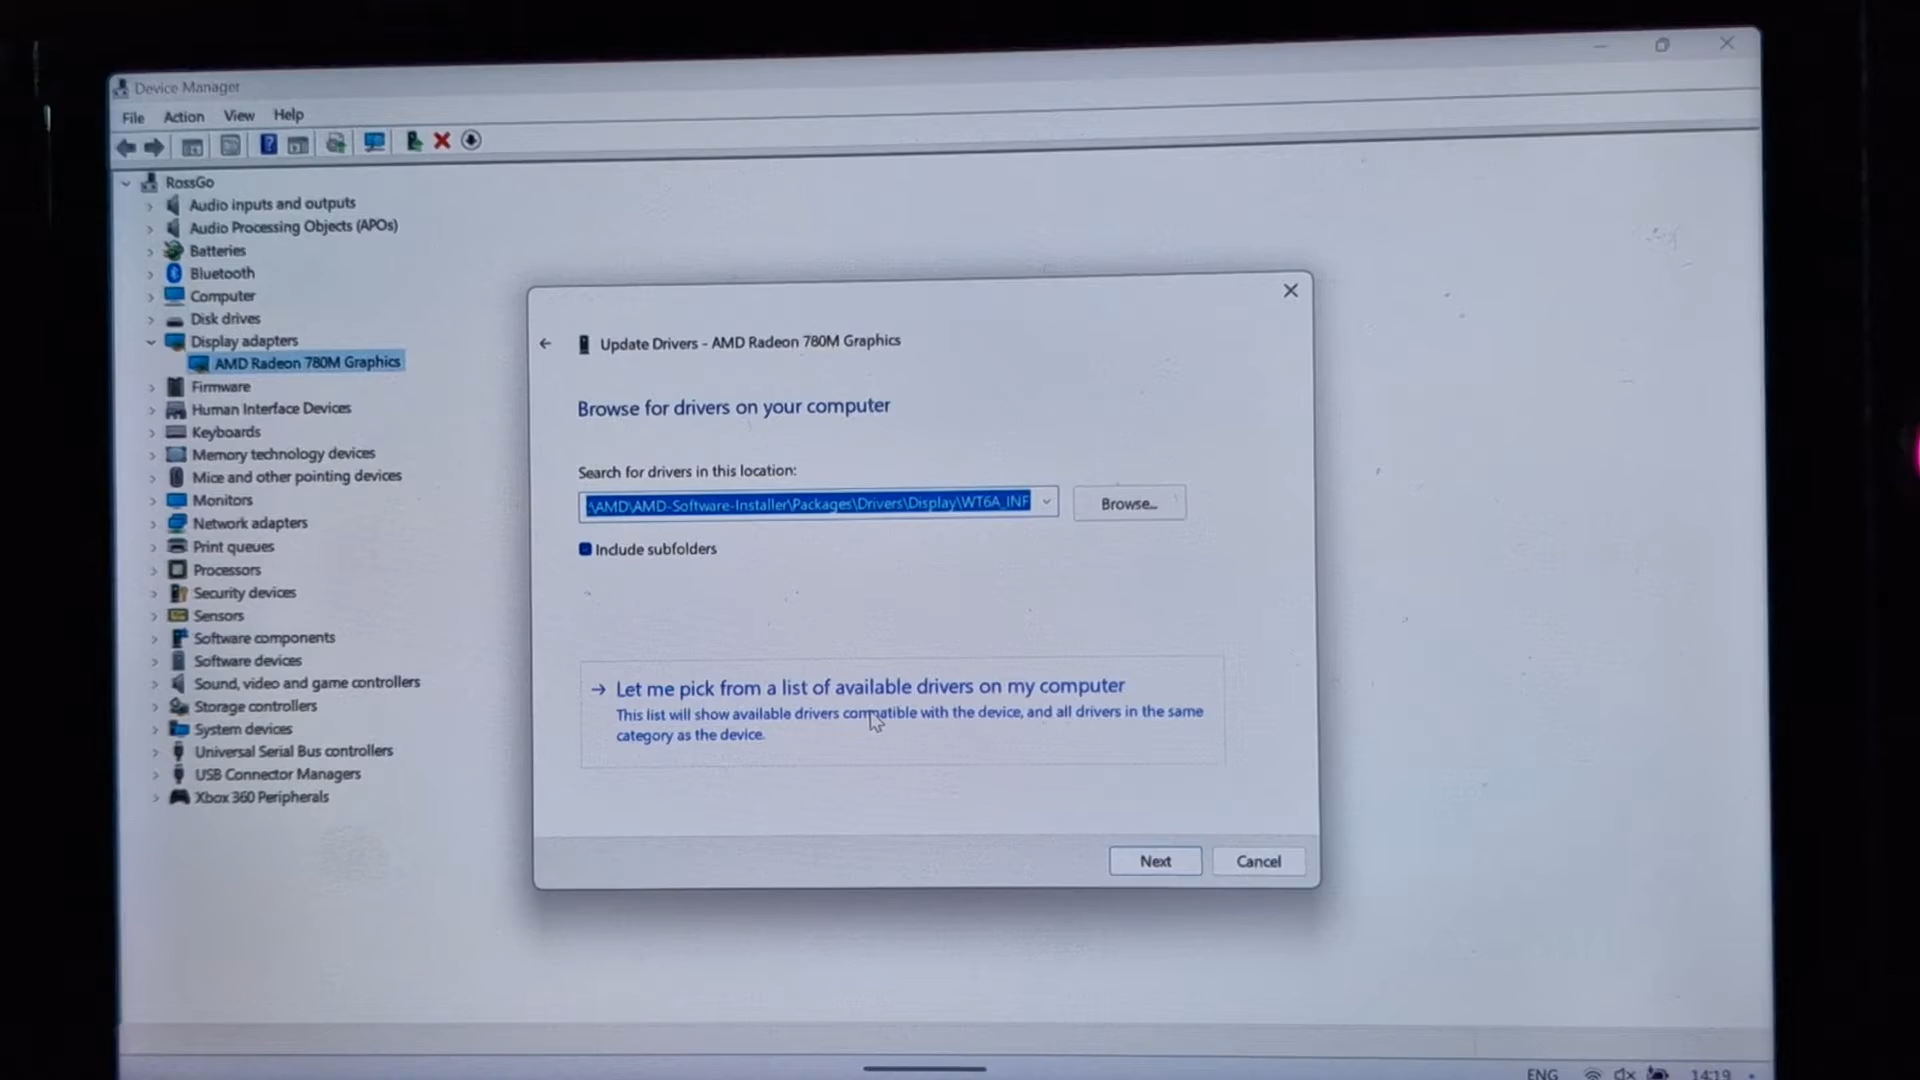 Device Manager
File Action View Help
RossGo
Audio inputs and outputs
Audio Processing Objects (APOs)
Batteries
Bluetooth
Computer
Disk drives
Display adapters
AMD Radeon 780M Graphics
Firmware
Human Interface Devices
Keyboards
Memory technology devices
Mice and other pointing devices
Monitors
Network adapters
Print queues
Processors
Security devices
Sensors
Software components
Software devices
Sound, video and game controllers
Storage controllers
System devices
Universal Serial Bus controllers
USB Connector Managers
Xbox 360 Peripherals
Update Drivers - AMD Radeon 780M Graphics
Browse for drivers on your computer
Search for drivers in this location:
\AMD\AMD-Software-Installer\Packages\Drivers\Display\WT6A_INF
Browse...
Include subfolders
Let me pick from a list of available drivers on my computer
This list will show available drivers compatible with the device, and all drivers in the same
category as the device.
Next Cancel
ENG 14:19